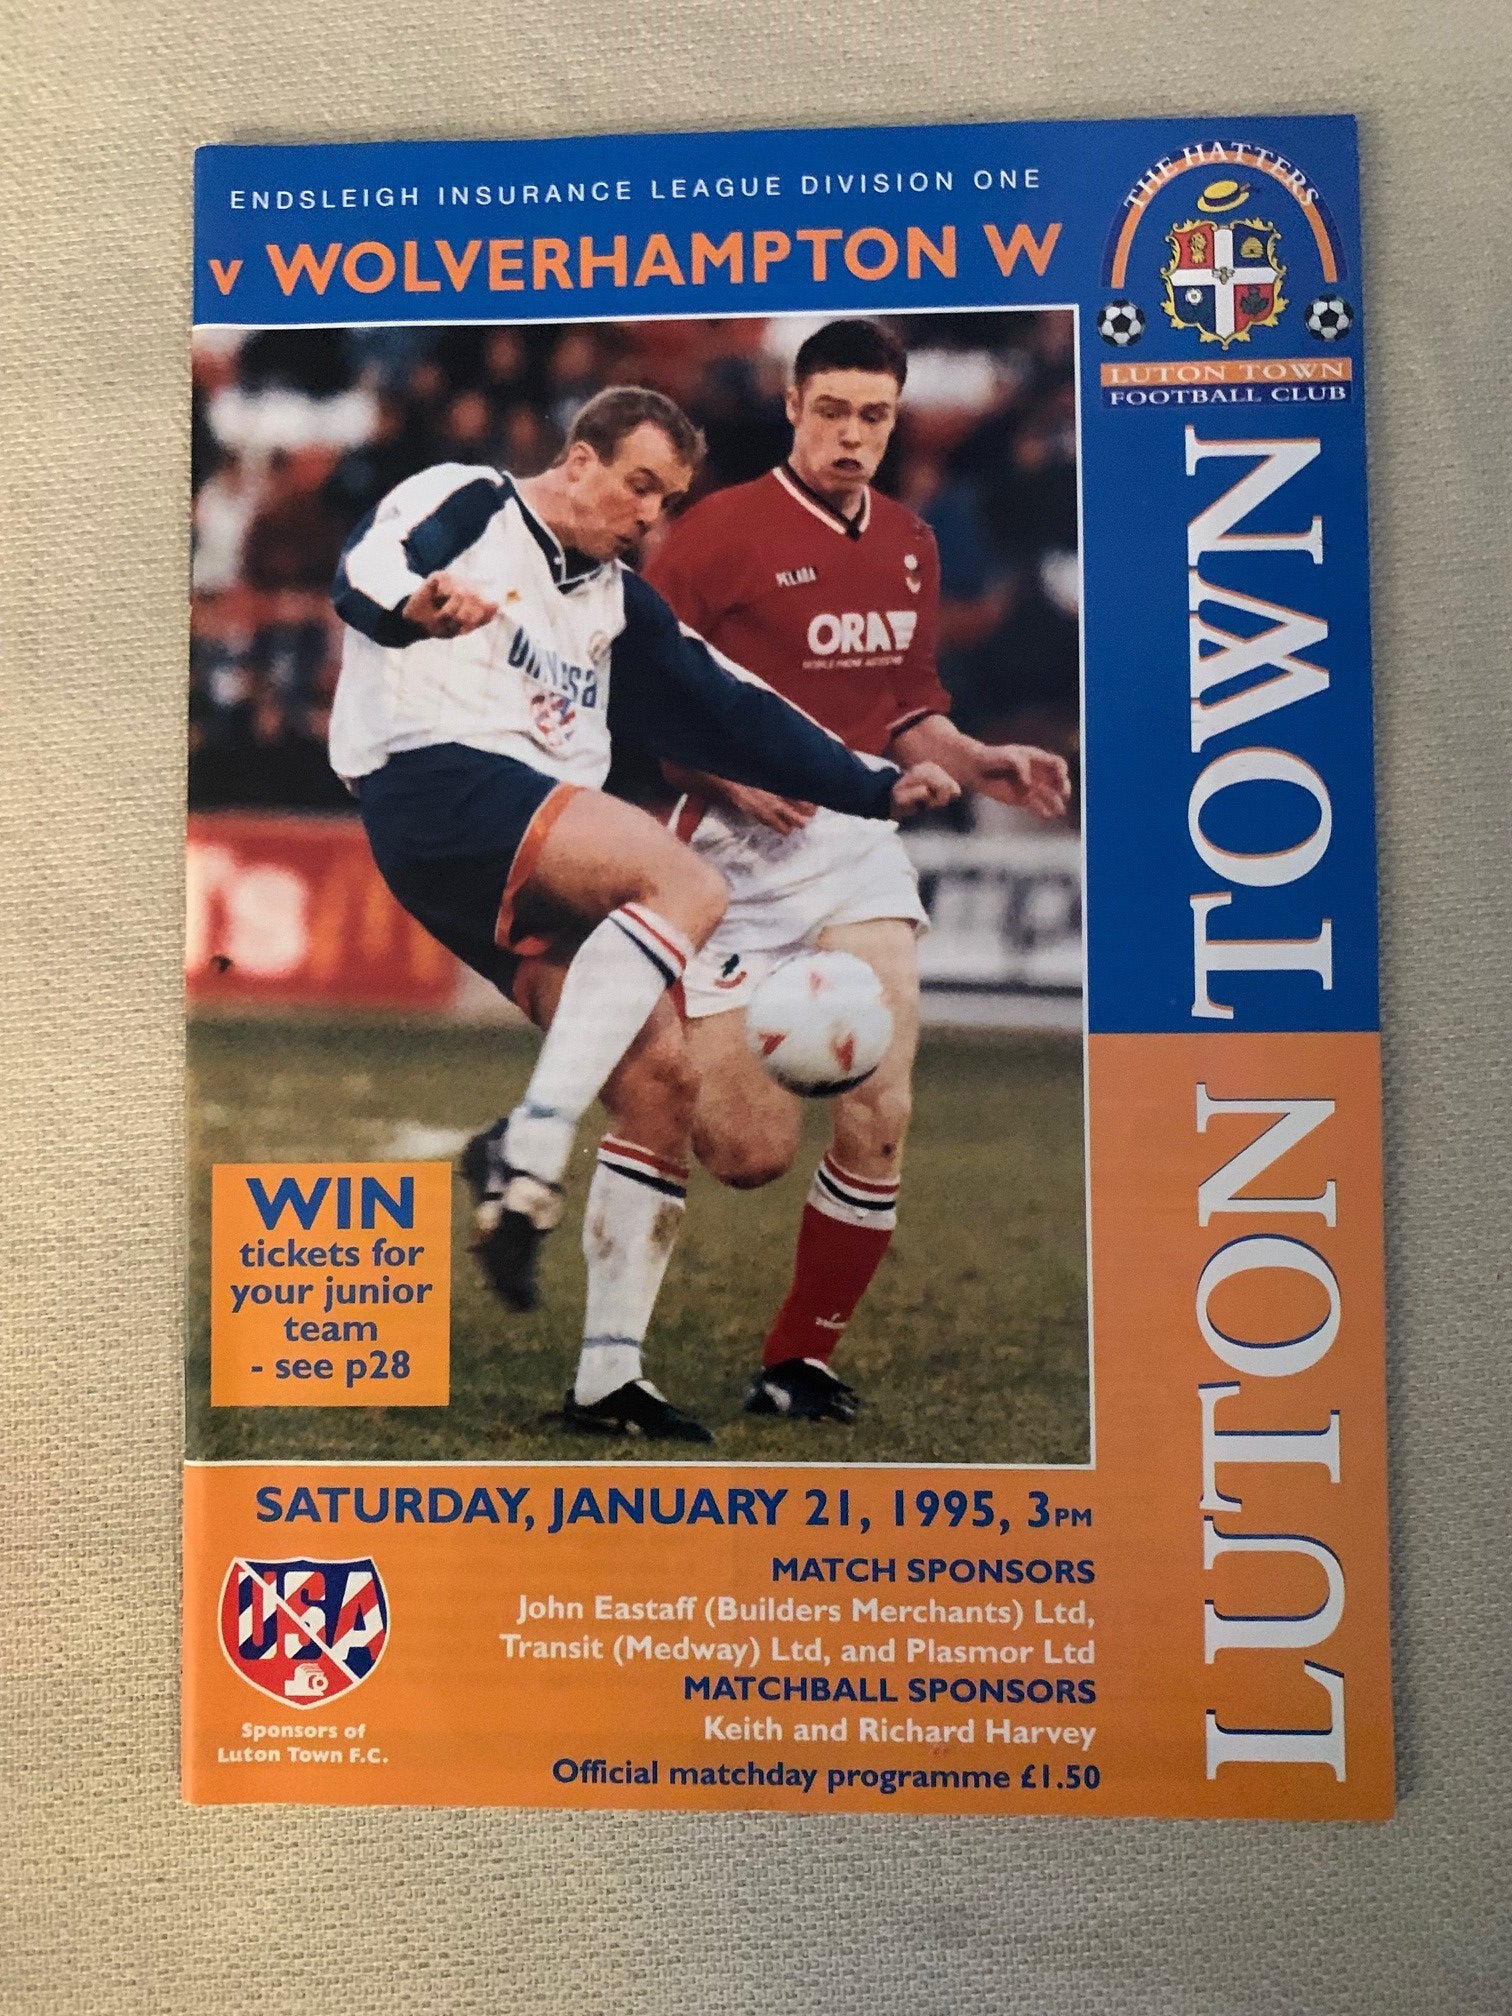 ENDSLEIGH INSURANCE LEAGUE DIVISION ONE
v WOLVERHAMPTON W
THE HATTERS
LUTON TOWN
FOOTBALL CLUB
LUTON TOWN
PELADA
ORA
WIN
tickets for
your junior
team
- see p28
SATURDAY, JANUARY 21, 1995, 3PM
MATCH SPONSORS
John Eastaff (Builders Merchants) Ltd,
Transit (Medway) Ltd, and Plasmor Ltd
MATCHBALL SPONSORS
Keith and Richard Harvey
Official matchday programme £1.50
USA
Sponsors of
Luton Town F.C.